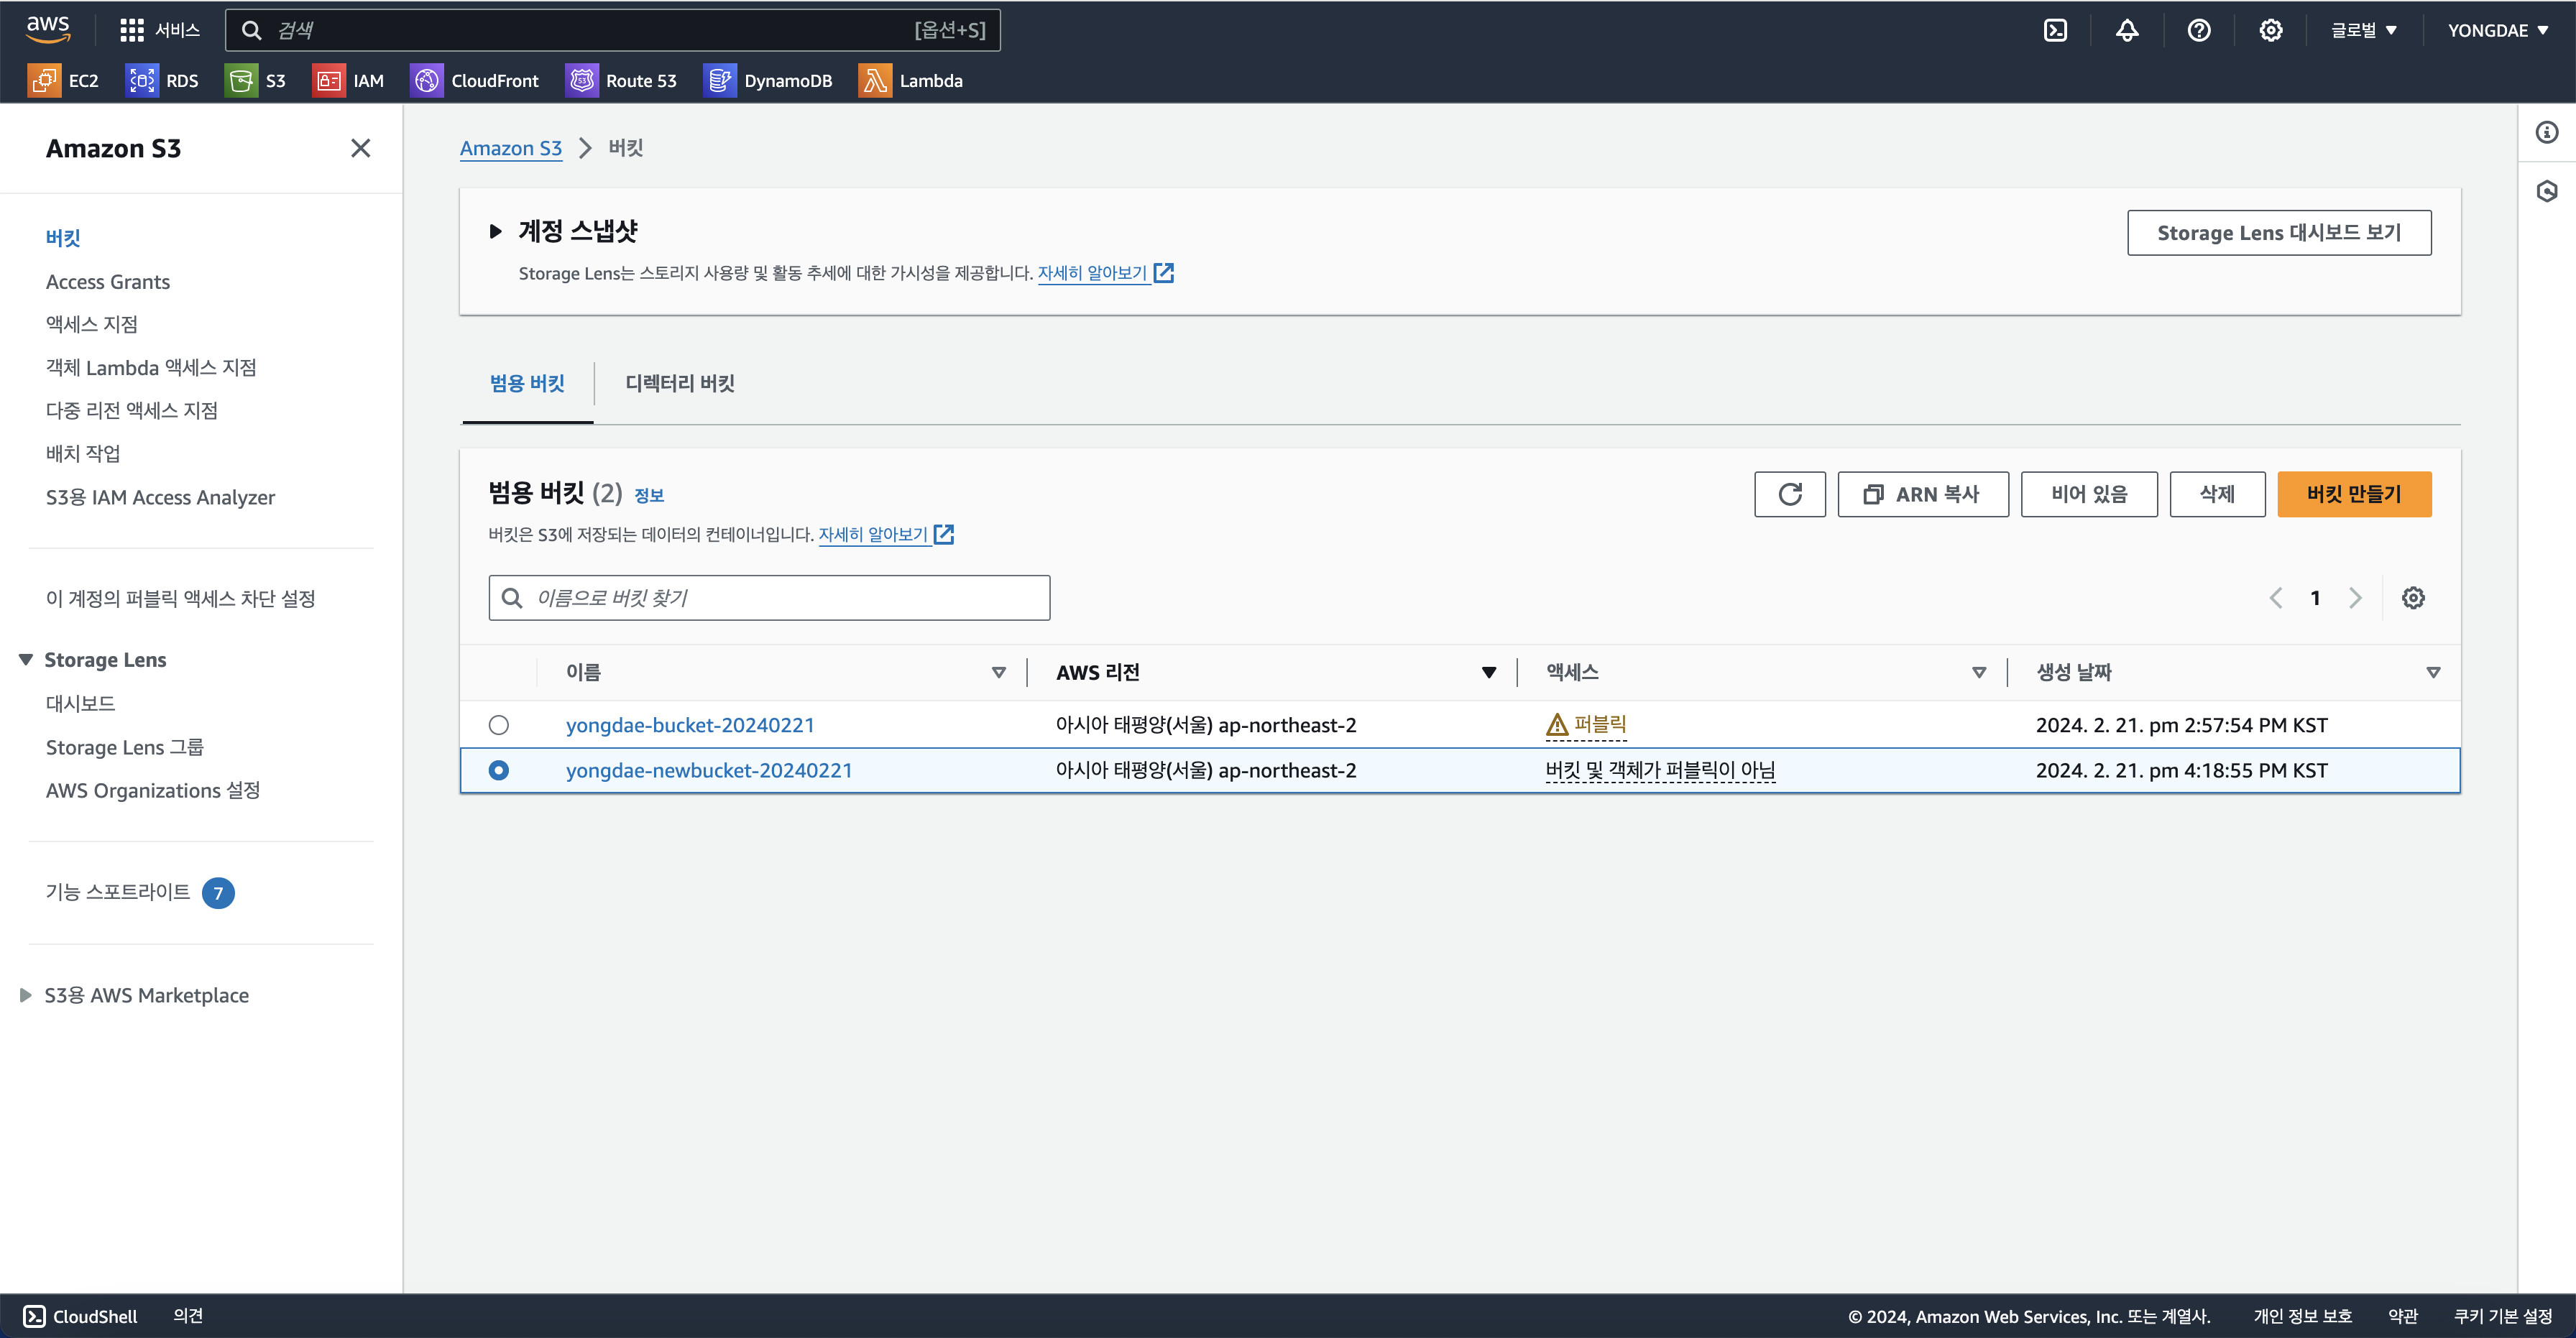 aws
서비스
검색
[옵션+S]
글로벌
YONGDAE
EC2
RDS
S3
IAM
CloudFront
Route 53
DynamoDB
Lambda
Amazon S3
버킷
Access Grants
액세스 지점
객체 Lambda 액세스 지점
다중 리전 액세스 지점
배치 작업
S3용 IAM Access Analyzer
이 계정의 퍼블릭 액세스 차단 설정
Storage Lens
대시보드
Storage Lens 그룹
AWS Organizations 설정
기능 스포트라이트 7
S3용 AWS Marketplace
Amazon S3 > 버킷
계정 스냅샷
Storage Lens는 스토리지 사용량 및 활동 추세에 대한 가시성을 제공합니다. 자세히 알아보기
Storage Lens 대시보드 보기
범용 버킷
디렉터리 버킷
범용 버킷 (2) 정보
버킷은 S3에 저장되는 데이터의 컨테이너입니다. 자세히 알아보기
ARN 복사
비어 있음
삭제
버킷 만들기
이름으로 버킷 찾기
1
이름
AWS 리전
액세스
생성 날짜
yongdae-bucket-20240221
아시아 태평양(서울) ap-northeast-2
퍼블릭
2024. 2. 21. pm 2:57:54 PM KST
yongdae-newbucket-20240221
아시아 태평양(서울) ap-northeast-2
버킷 및 객체가 퍼블릭이 아님
2024. 2. 21. pm 4:18:55 PM KST
CloudShell
의견
© 2024, Amazon Web Services, Inc. 또는 계열사.
개인 정보 보호
약관
쿠키 기본 설정